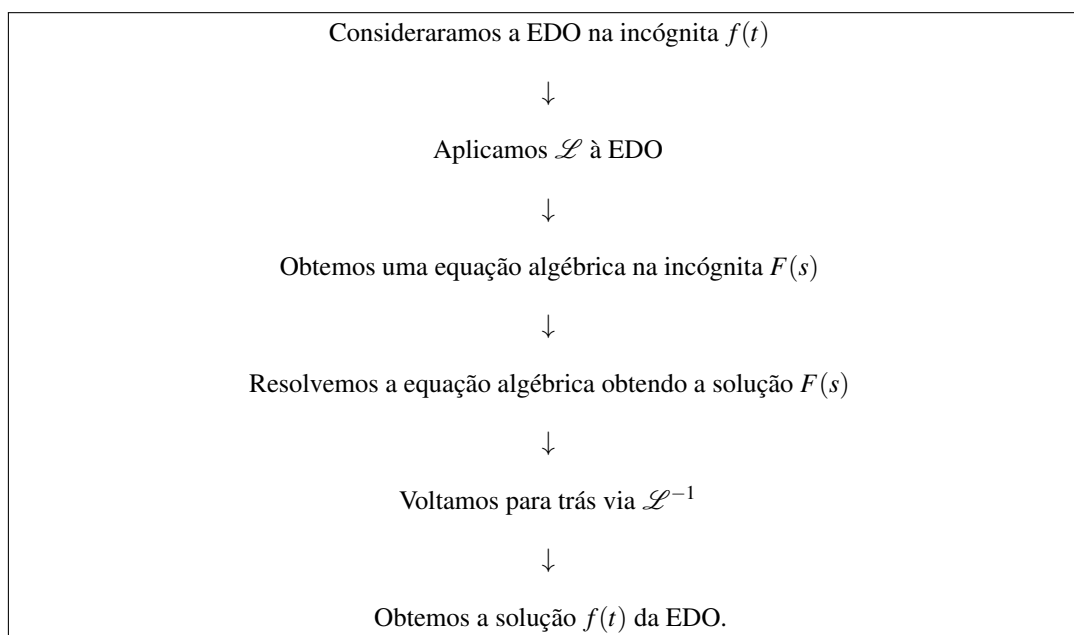 Consideraramos a EDO na incógnita f(t)
↓
Aplicamos ℒ à EDO
↓
Obtemos uma equação algébrica na incógnita F(s)
↓
Resolvemos a equação algébrica obtendo a solução F(s)
↓
Voltamos para trás via ℒ⁻¹
↓
Obtemos a solução f(t) da EDO.